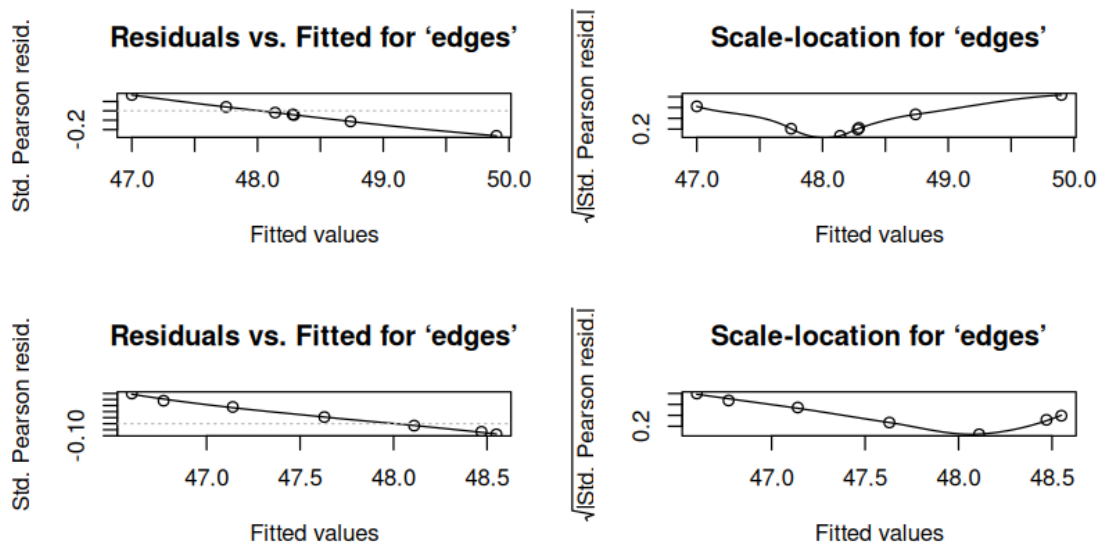 Residuals vs. Fitted for ‘edges’
Std. Pearson resid.
-0.2
47.0 48.0 49.0 50.0
Fitted values
Scale-location for ‘edges’
√|Std. Pearson resid.|
0.2
47.0 48.0 49.0 50.0
Fitted values
Residuals vs. Fitted for ‘edges’
Std. Pearson resid.
-0.10
47.0 47.5 48.0 48.5
Fitted values
Scale-location for ‘edges’
√|Std. Pearson resid.|
0.2
47.0 47.5 48.0 48.5
Fitted values